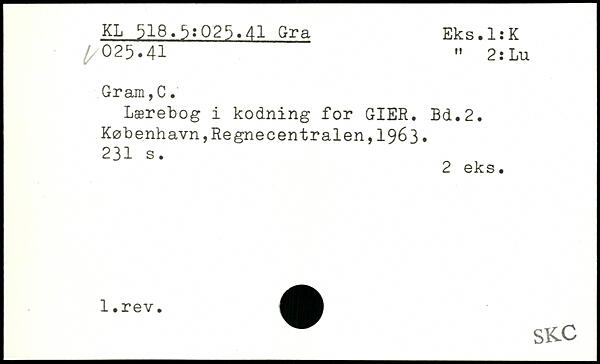 KL 518.5:025.41 Gra
Eks.1:K
025.41
" 2:Lu
Gram,C.
Lærebog i kodning for GIER. Bd.2.
København,Regnecentralen,1963.
231 s.
2 eks.
1.rev.
SKC